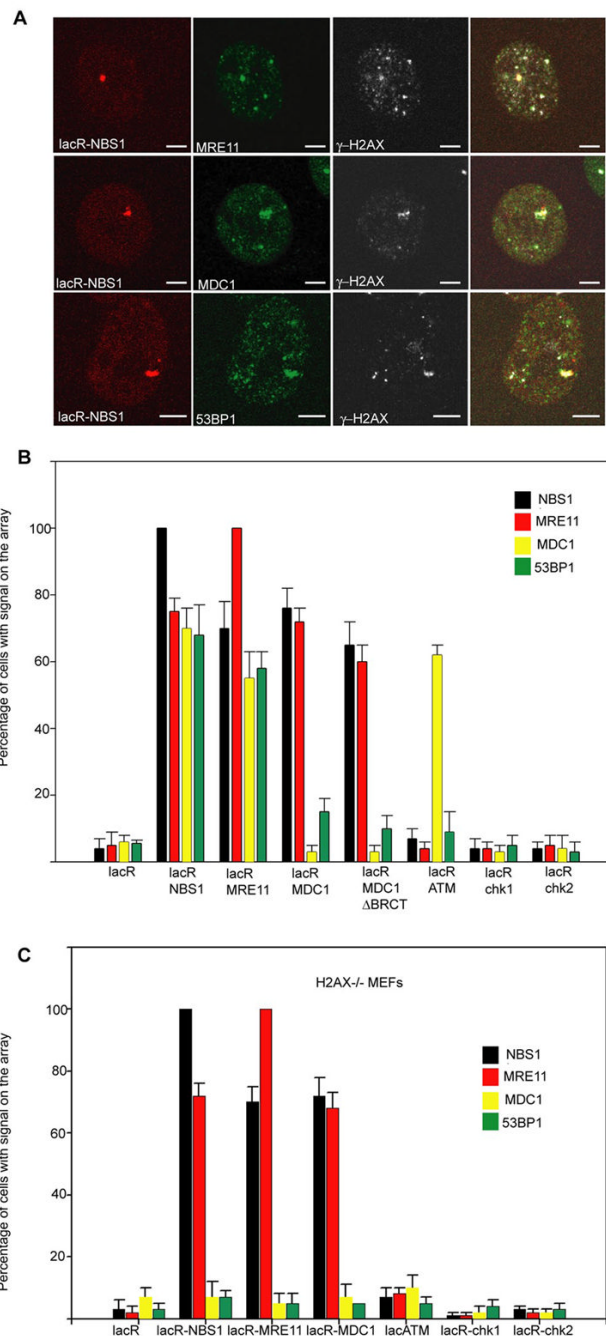 A
lacR-NBS1 MRE11 γ-H2AX
lacR-NBS1 MDC1 γ-H2AX
lacR-NBS1 53BP1 γ-H2AX
B
Percentage of cells with signal on the array
100
80
60
40
20
NBS1
MRE11
MDC1
53BP1
lacR lacR lacR lacR lacR lacR lacR lacR
NBS1 MRE11 MDC1 MDC1 ATM chk1 chk2
ΔBRCT
C
H2AX-/- MEFs
Percentage of cells with signal on the array
100
80
60
40
20
NBS1
MRE11
MDC1
53BP1
lacR lacR-NBS1 lacR-MRE11 lacR-MDC1 lacATM lacR-chk1 lacR-chk2